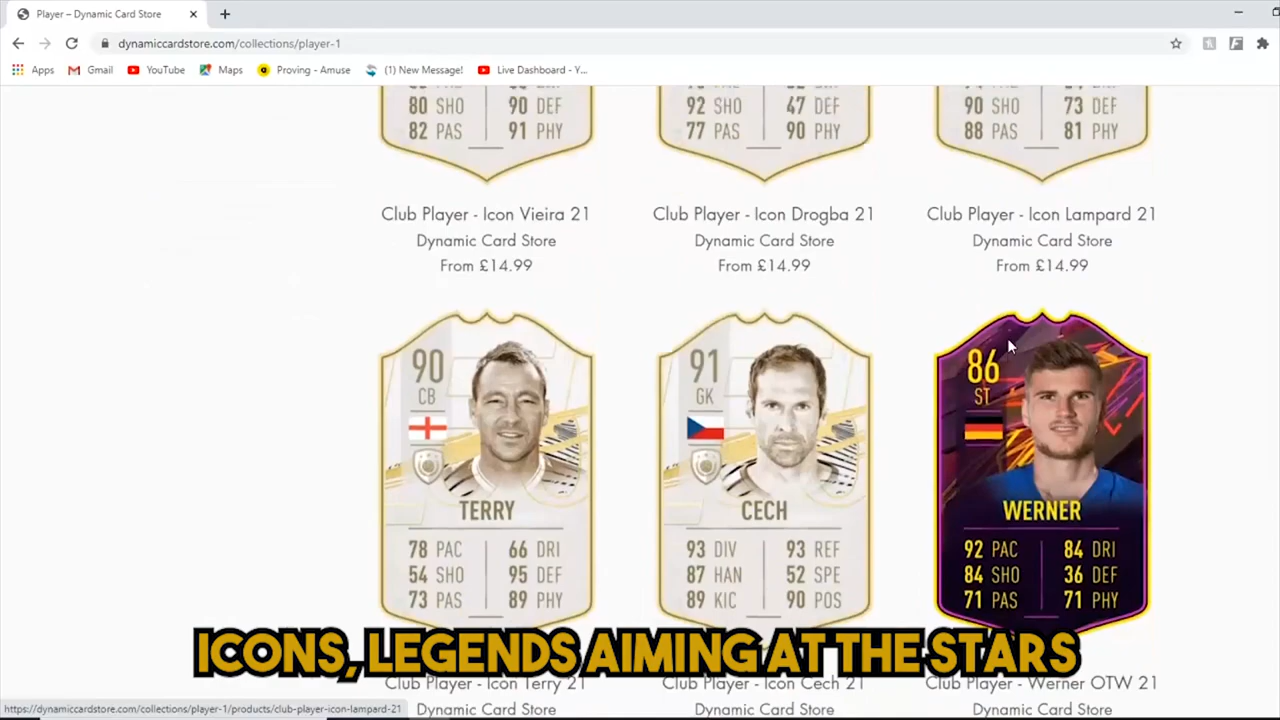 Player – Dynamic Card Store
dynamiccardstore.com/collections/player-1
Apps Gmail YouTube Maps Proving - Amuse (1) New Message! Live Dashboard - Y...
80 SHO 90 DEF
82 PAS 91 PHY
92 SHO 47 DEF
77 PAS 90 PHY
90 SHO 73 DEF
88 PAS 81 PHY
Club Player - Icon Vieira 21
Dynamic Card Store
From £14.99
Club Player - Icon Drogba 21
Dynamic Card Store
From £14.99
Club Player - Icon Lampard 21
Dynamic Card Store
From £14.99
90
CB
TERRY
78 PAC 66 DRI
54 SHO 95 DEF
73 PAS 89 PHY
91
GK
CECH
93 DIV 93 REF
87 HAN 52 SPE
89 KIC 90 POS
86
ST
WERNER
92 PAC 84 DRI
84 SHO 36 DEF
71 PAS 71 PHY
ICONS, LEGENDS AIMING AT THE STARS
Club Player - Icon Terry 21
Dynamic Card Store
Club Player - Icon Cech 21
Dynamic Card Store
Club Player - Werner OTW 21
Dynamic Card Store
https://dynamiccardstore.com/collections/player-1/products/club-player-icon-lampard-21